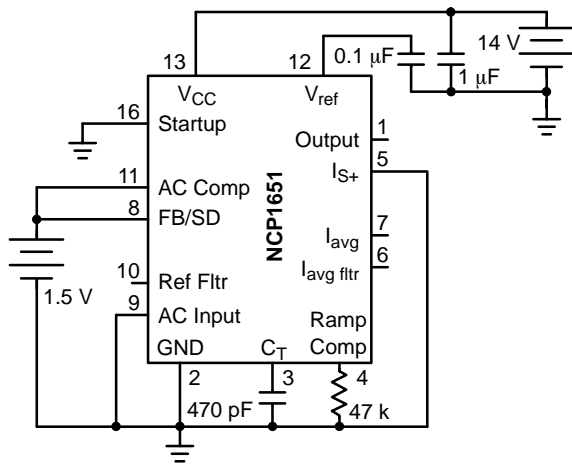 14 V
0.1 μF
1 μF
13
12
VCC
Vref
16
Startup
Output
1
IS+
5
11
AC Comp
8
FB/SD
NCP1651
Iavg
7
Iavg fltr
6
1.5 V
10
Ref Fltr
9
AC Input
Ramp
Comp
GND
CT
2
3
4
470 pF
47 k